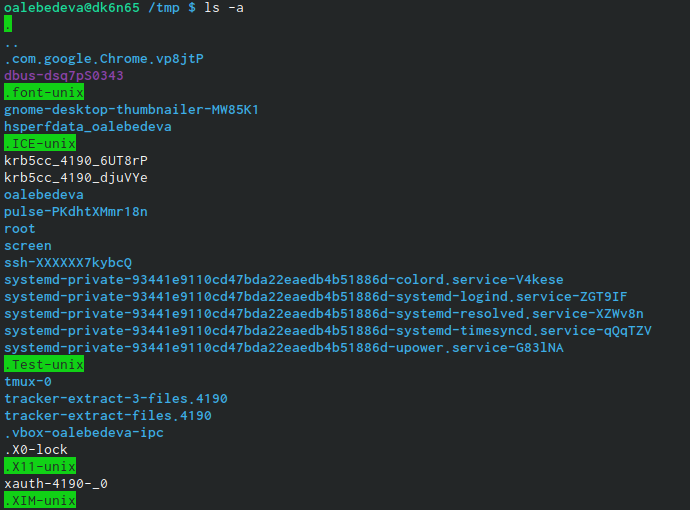 oalebedeva@dk6n65 /tmp $ ls -a
.
..
.com.google.Chrome.vp8jtP
dbus-dsq7pS0343
.font-unix
gnome-desktop-thumbnailer-MW85K1
hsperfdata_oalebedeva
.ICE-unix
krb5cc_4190_6UT8rP
krb5cc_4190_djuVYe
oalebedeva
pulse-PKdhtXMmr18n
root
screen
ssh-XXXXXX7kybcQ
systemd-private-93441e9110cd47bda22eaedb4b51886d-colord.service-V4kese
systemd-private-93441e9110cd47bda22eaedb4b51886d-systemd-logind.service-ZGT9IF
systemd-private-93441e9110cd47bda22eaedb4b51886d-systemd-resolved.service-XZWv8n
systemd-private-93441e9110cd47bda22eaedb4b51886d-systemd-timesyncd.service-qQqTZV
systemd-private-93441e9110cd47bda22eaedb4b51886d-upower.service-G83lNA
.Test-unix
tmux-0
tracker-extract-3-files.4190
tracker-extract-files.4190
.vbox-oalebedeva-ipc
.X0-lock
.X11-unix
xauth-4190-_0
.XIM-unix